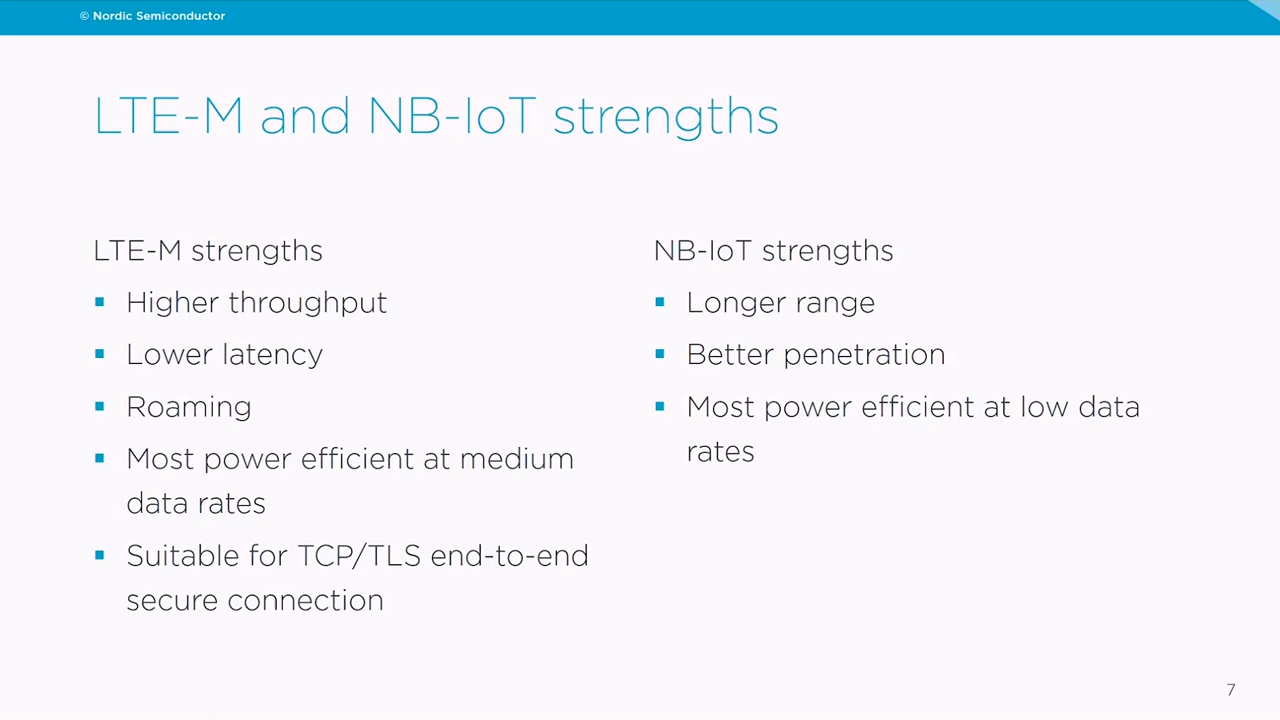 © Nordic Semiconductor
LTE-M and NB-IoT strengths
LTE-M strengths
▪ Higher throughput
▪ Lower latency
▪ Roaming
▪ Most power efficient at medium
data rates
▪ Suitable for TCP/TLS end-to-end
secure connection
NB-IoT strengths
▪ Longer range
▪ Better penetration
▪ Most power efficient at low data
rates
7